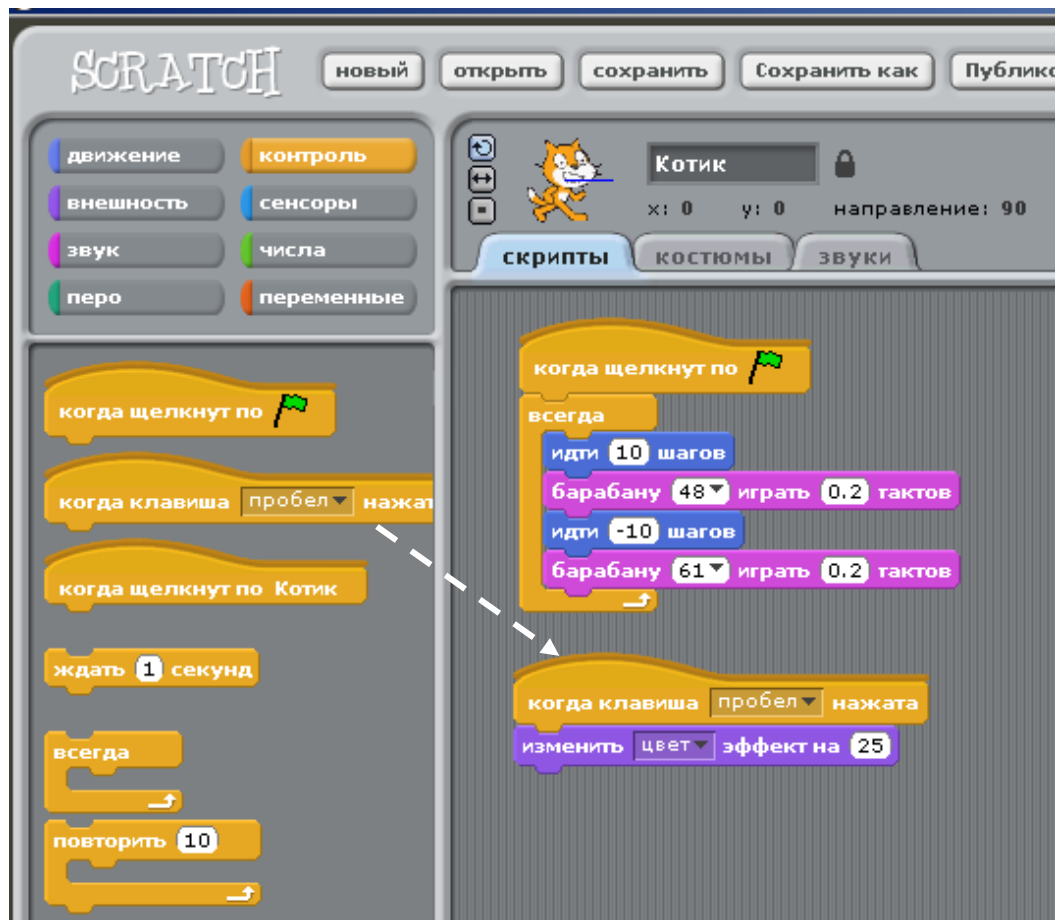 SCRATCH новый открыть сохранить Сохранить как Публико
движение контроль
внешность сенсоры
звук числа
перо переменные
Котик
x: 0 y: 0 направление: 90
скрипты костюмы звуки
когда щелкнут по
когда клавиша пробел нажат
когда щелкнут по Котик
ждать 1 секунд
всегда
повторить 10
когда щелкнут по
всегда
идти 10 шагов
барабану 48 играть 0.2 тактов
идти -10 шагов
барабану 61 играть 0.2 тактов
когда клавиша пробел нажата
изменить цвет эффект на 25